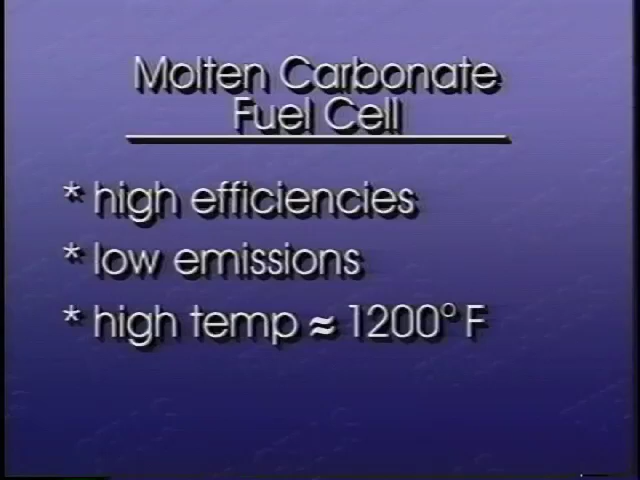 Molten Carbonate
Fuel Cell
* high efficiencies
* low emissions
* high temp ≈ 1200° F